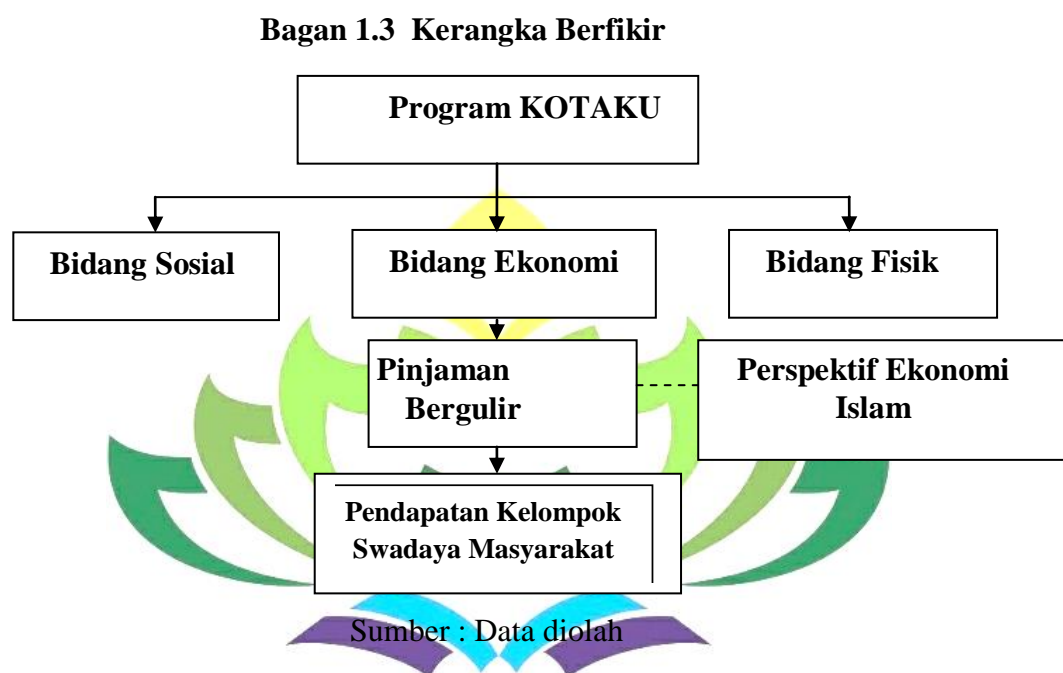 Bagan 1.3 Kerangka Berfikir
Program KOTAKU
Bidang Sosial
Bidang Ekonomi
Bidang Fisik
Pinjaman
Bergulir
Perspektif Ekonomi
Islam
Pendapatan Kelompok
Swadaya Masyarakat
Sumber : Data diolah